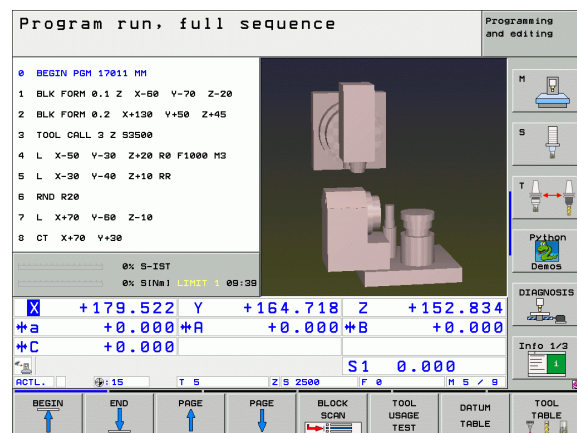 Program run, full sequence
Programming and editing
0 BEGIN PGM 17011 MM
1 BLK FORM 0.1 Z X-60 Y-70 Z-20
2 BLK FORM 0.2 X+130 Y+50 Z+45
3 TOOL CALL 3 Z S3500
4 L X-50 Y-30 Z+20 R0 F1000 M3
5 L X-30 Y-40 Z+10 RR
6 RND R20
7 L X+70 Y-60 Z-10
8 CT X+70 Y+30
0% S-IST
0% S[Nm] LIMIT 1 09:39
X +179.522 Y +164.718 Z +152.834
a +0.000 A +0.000 B +0.000
C +0.000
S1 0.000
ACTL. 15 T 5 Z S 2500 F 0 M 5 / 9
M
S
T
Python Demos
DIAGNOSIS
Info 1/3
BEGIN
END
PAGE
PAGE
BLOCK SCAN
TOOL USAGE TEST
DATUM TABLE
TOOL TABLE